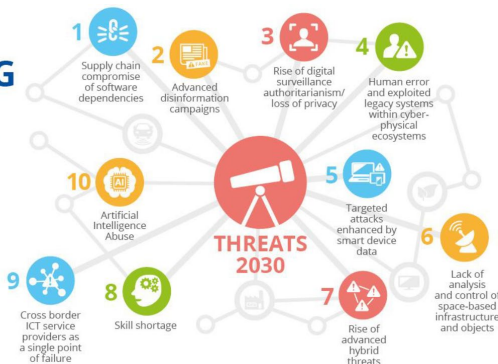 G
1
Supply chain
compromise
of software
dependencies
2
FAKE
Advanced
disinformation
campaigns
3
Rise of digital
surveillance
authoritarianism/
loss of privacy
4
Human error
and exploited
legacy systems
within cyber-
physical
ecosystems
5
Targeted
attacks
enhanced by
smart device
data
6
Lack of
analysis
and control of
space-based
infrastructure
and objects
7
Rise of
advanced
hybrid
threats
8
Skill shortage
9
Cross border
ICT service
providers as
a single point
of failure
10
AI
Artificial
Intelligence
Abuse
THREATS
2030